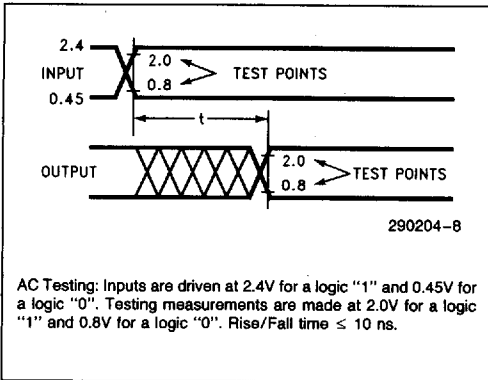 2.4
2.0
INPUT
TEST POINTS
0.8
0.45
t
2.0
OUTPUT
TEST POINTS
0.8
290204–8
AC Testing: Inputs are driven at 2.4V for a logic "1" and 0.45V for
a logic "0". Testing measurements are made at 2.0V for a logic
"1" and 0.8V for a logic "0". Rise/Fall time ≤ 10 ns.